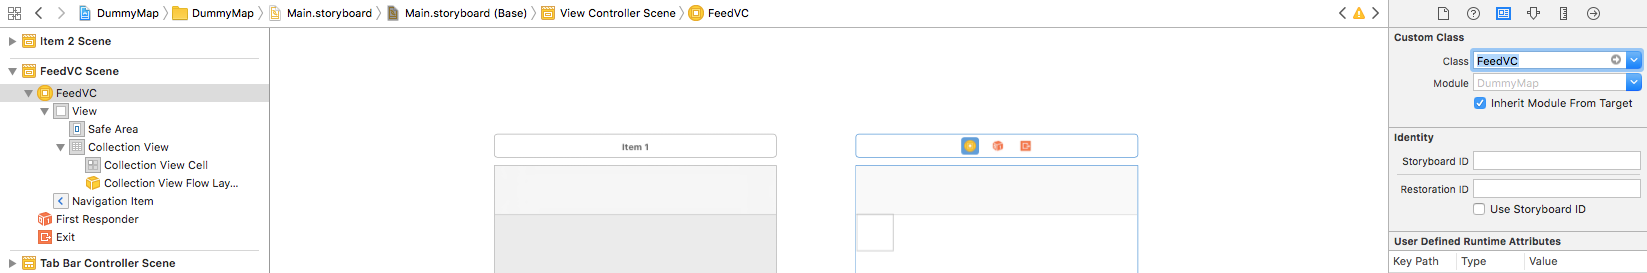 DummyMap DummyMap Main.storyboard Main.storyboard (Base) View Controller Scene FeedVC
Item 2 Scene
FeedVC Scene
FeedVC
View
Safe Area
Collection View
Collection View Cell
Collection View Flow Lay...
Navigation Item
First Responder
Exit
Tab Bar Controller Scene
Item 1
Custom Class
Class FeedVC
Module DummyMap
Inherit Module From Target
Identity
Storyboard ID
Restoration ID
Use Storyboard ID
User Defined Runtime Attributes
Key Path Type Value